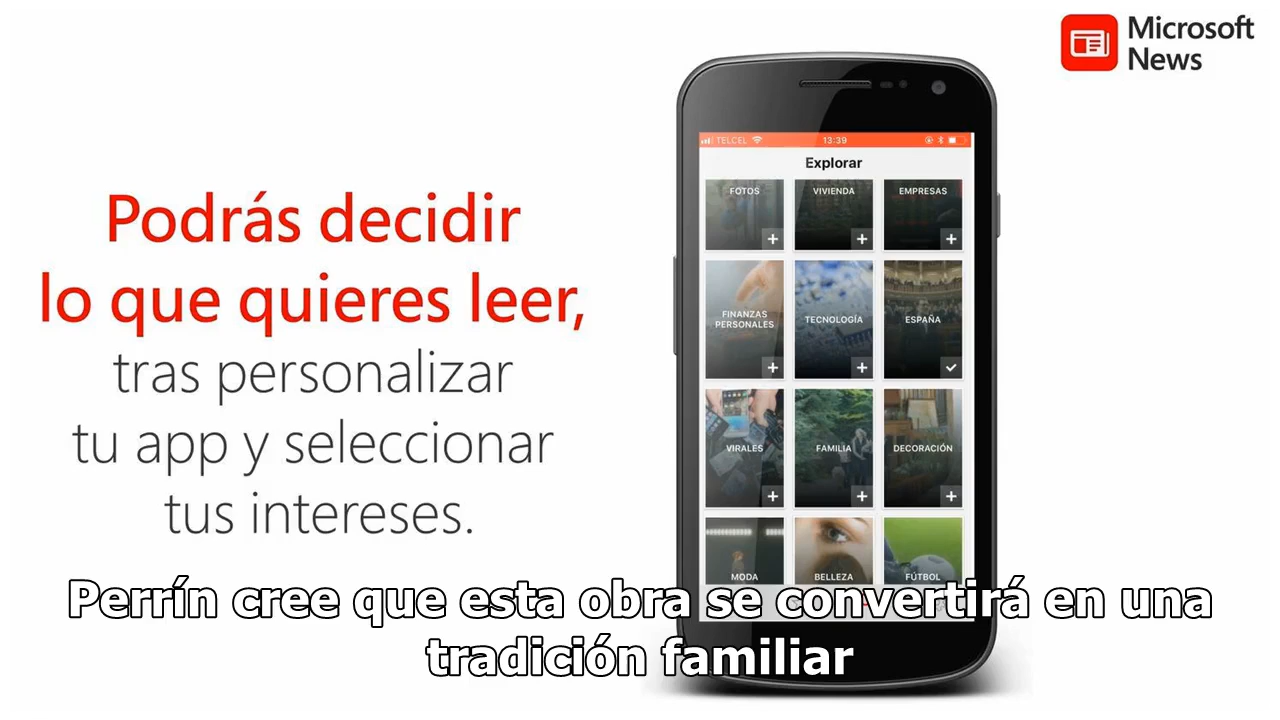 Microsoft
News
TELCEL 13:39
Explorar
FOTOS VIVIENDA EMPRESAS
FINANZAS
PERSONALES TECNOLOGÍA ESPAÑA
VIRALES FAMILIA DECORACIÓN
MODA BELLEZA FÚTBOL
Podrás decidir
lo que quieres leer,
tras personalizar
tu app y seleccionar
tus intereses.
Perrín cree que esta obra se convertirá en una
tradición familiar